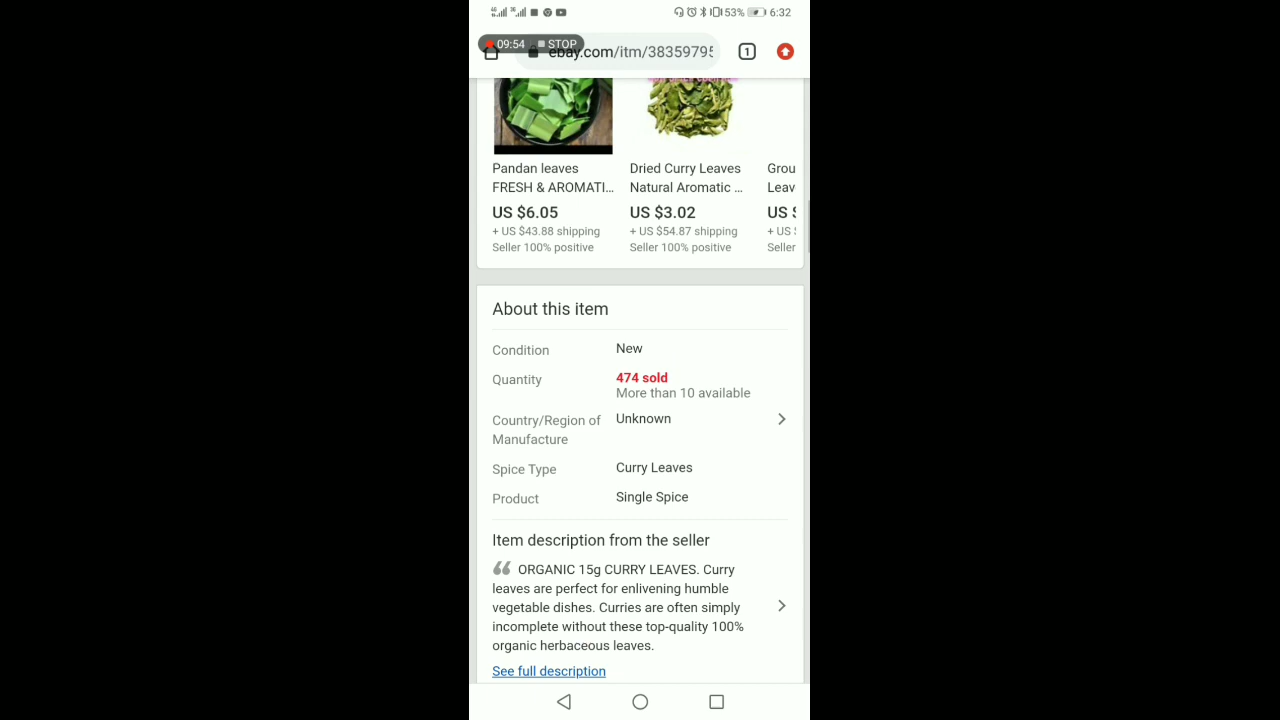 53% 6:32
09:54 STOP
ebay.com/itm/38359795
Pandan leaves
FRESH & AROMATI...
US $6.05
+ US $43.88 shipping
Seller 100% positive
Dried Curry Leaves
Natural Aromatic ...
US $3.02
+ US $54.87 shipping
Seller 100% positive
Grou
Leav
US $
+ US $
Seller
About this item
Condition New
Quantity 474 sold
More than 10 available
Country/Region of Unknown
Manufacture
Spice Type Curry Leaves
Product Single Spice
Item description from the seller
ORGANIC 15g CURRY LEAVES. Curry
leaves are perfect for enlivening humble
vegetable dishes. Curries are often simply
incomplete without these top-quality 100%
organic herbaceous leaves.
See full description